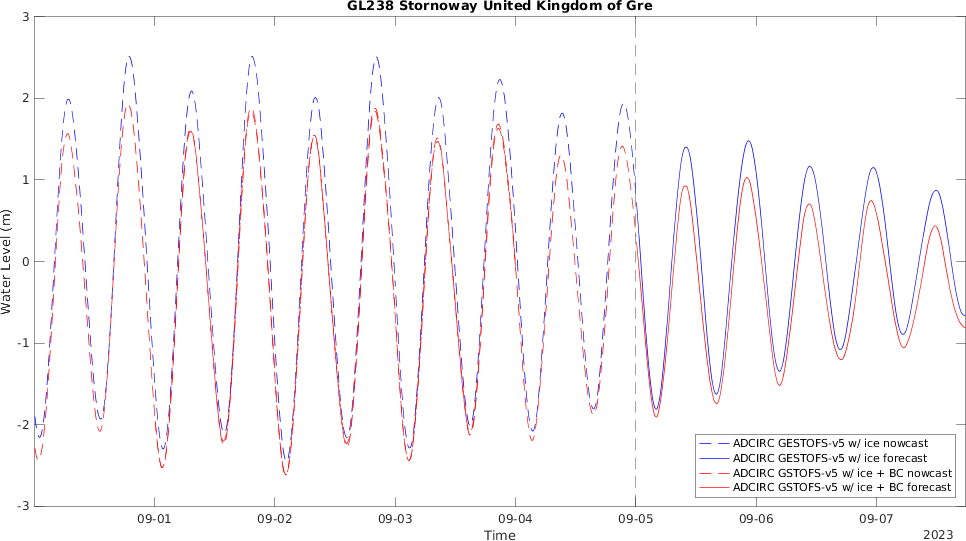 GL238 Stornoway United Kingdom of Gre
3
2
1
0
-1
-2
-3
Water Level (m)
09-01 09-02 09-03 09-04 09-05 09-06 09-07
Time
2023
ADCIRC GESTOFS-v5 w/ ice nowcast
ADCIRC GESTOFS-v5 w/ ice forecast
ADCIRC GSTOFS-v5 w/ ice + BC nowcast
ADCIRC GSTOFS-v5 w/ ice + BC forecast